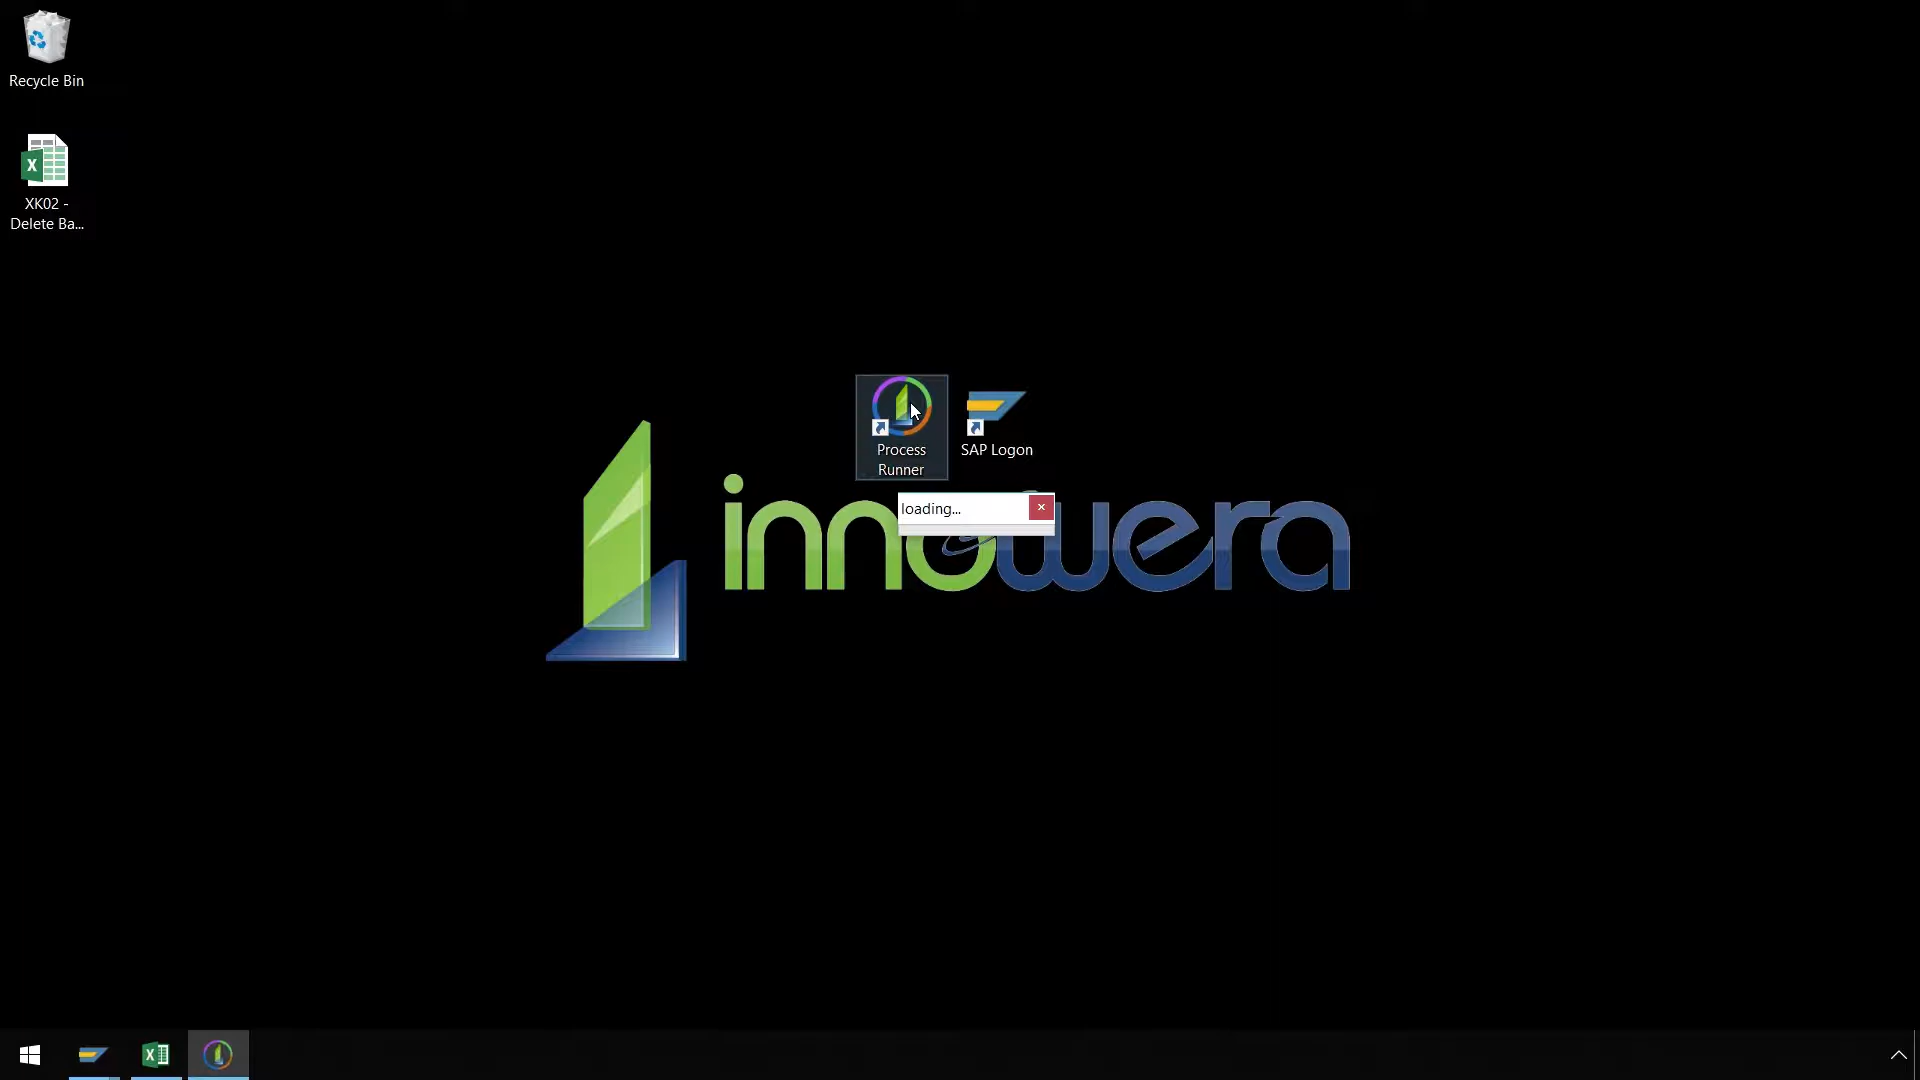 Recycle Bin
XK02 -
Delete Ba...
Process
Runner
SAP Logon
loading...
innowera